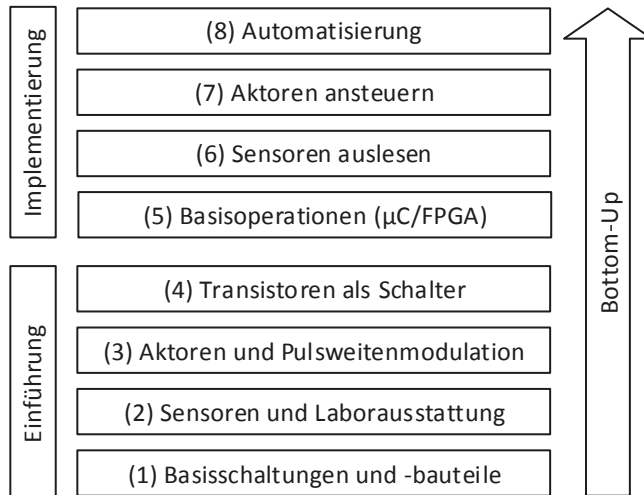 (8) Automatisierung
(7) Aktoren ansteuern
(6) Sensoren auslesen
(5) Basisoperationen (µC/FPGA)
Implementierung
(4) Transistoren als Schalter
(3) Aktoren und Pulsweitenmodulation
(2) Sensoren und Laborausstattung
(1) Basisschaltungen und -bauteile
Einführung
Bottom-Up